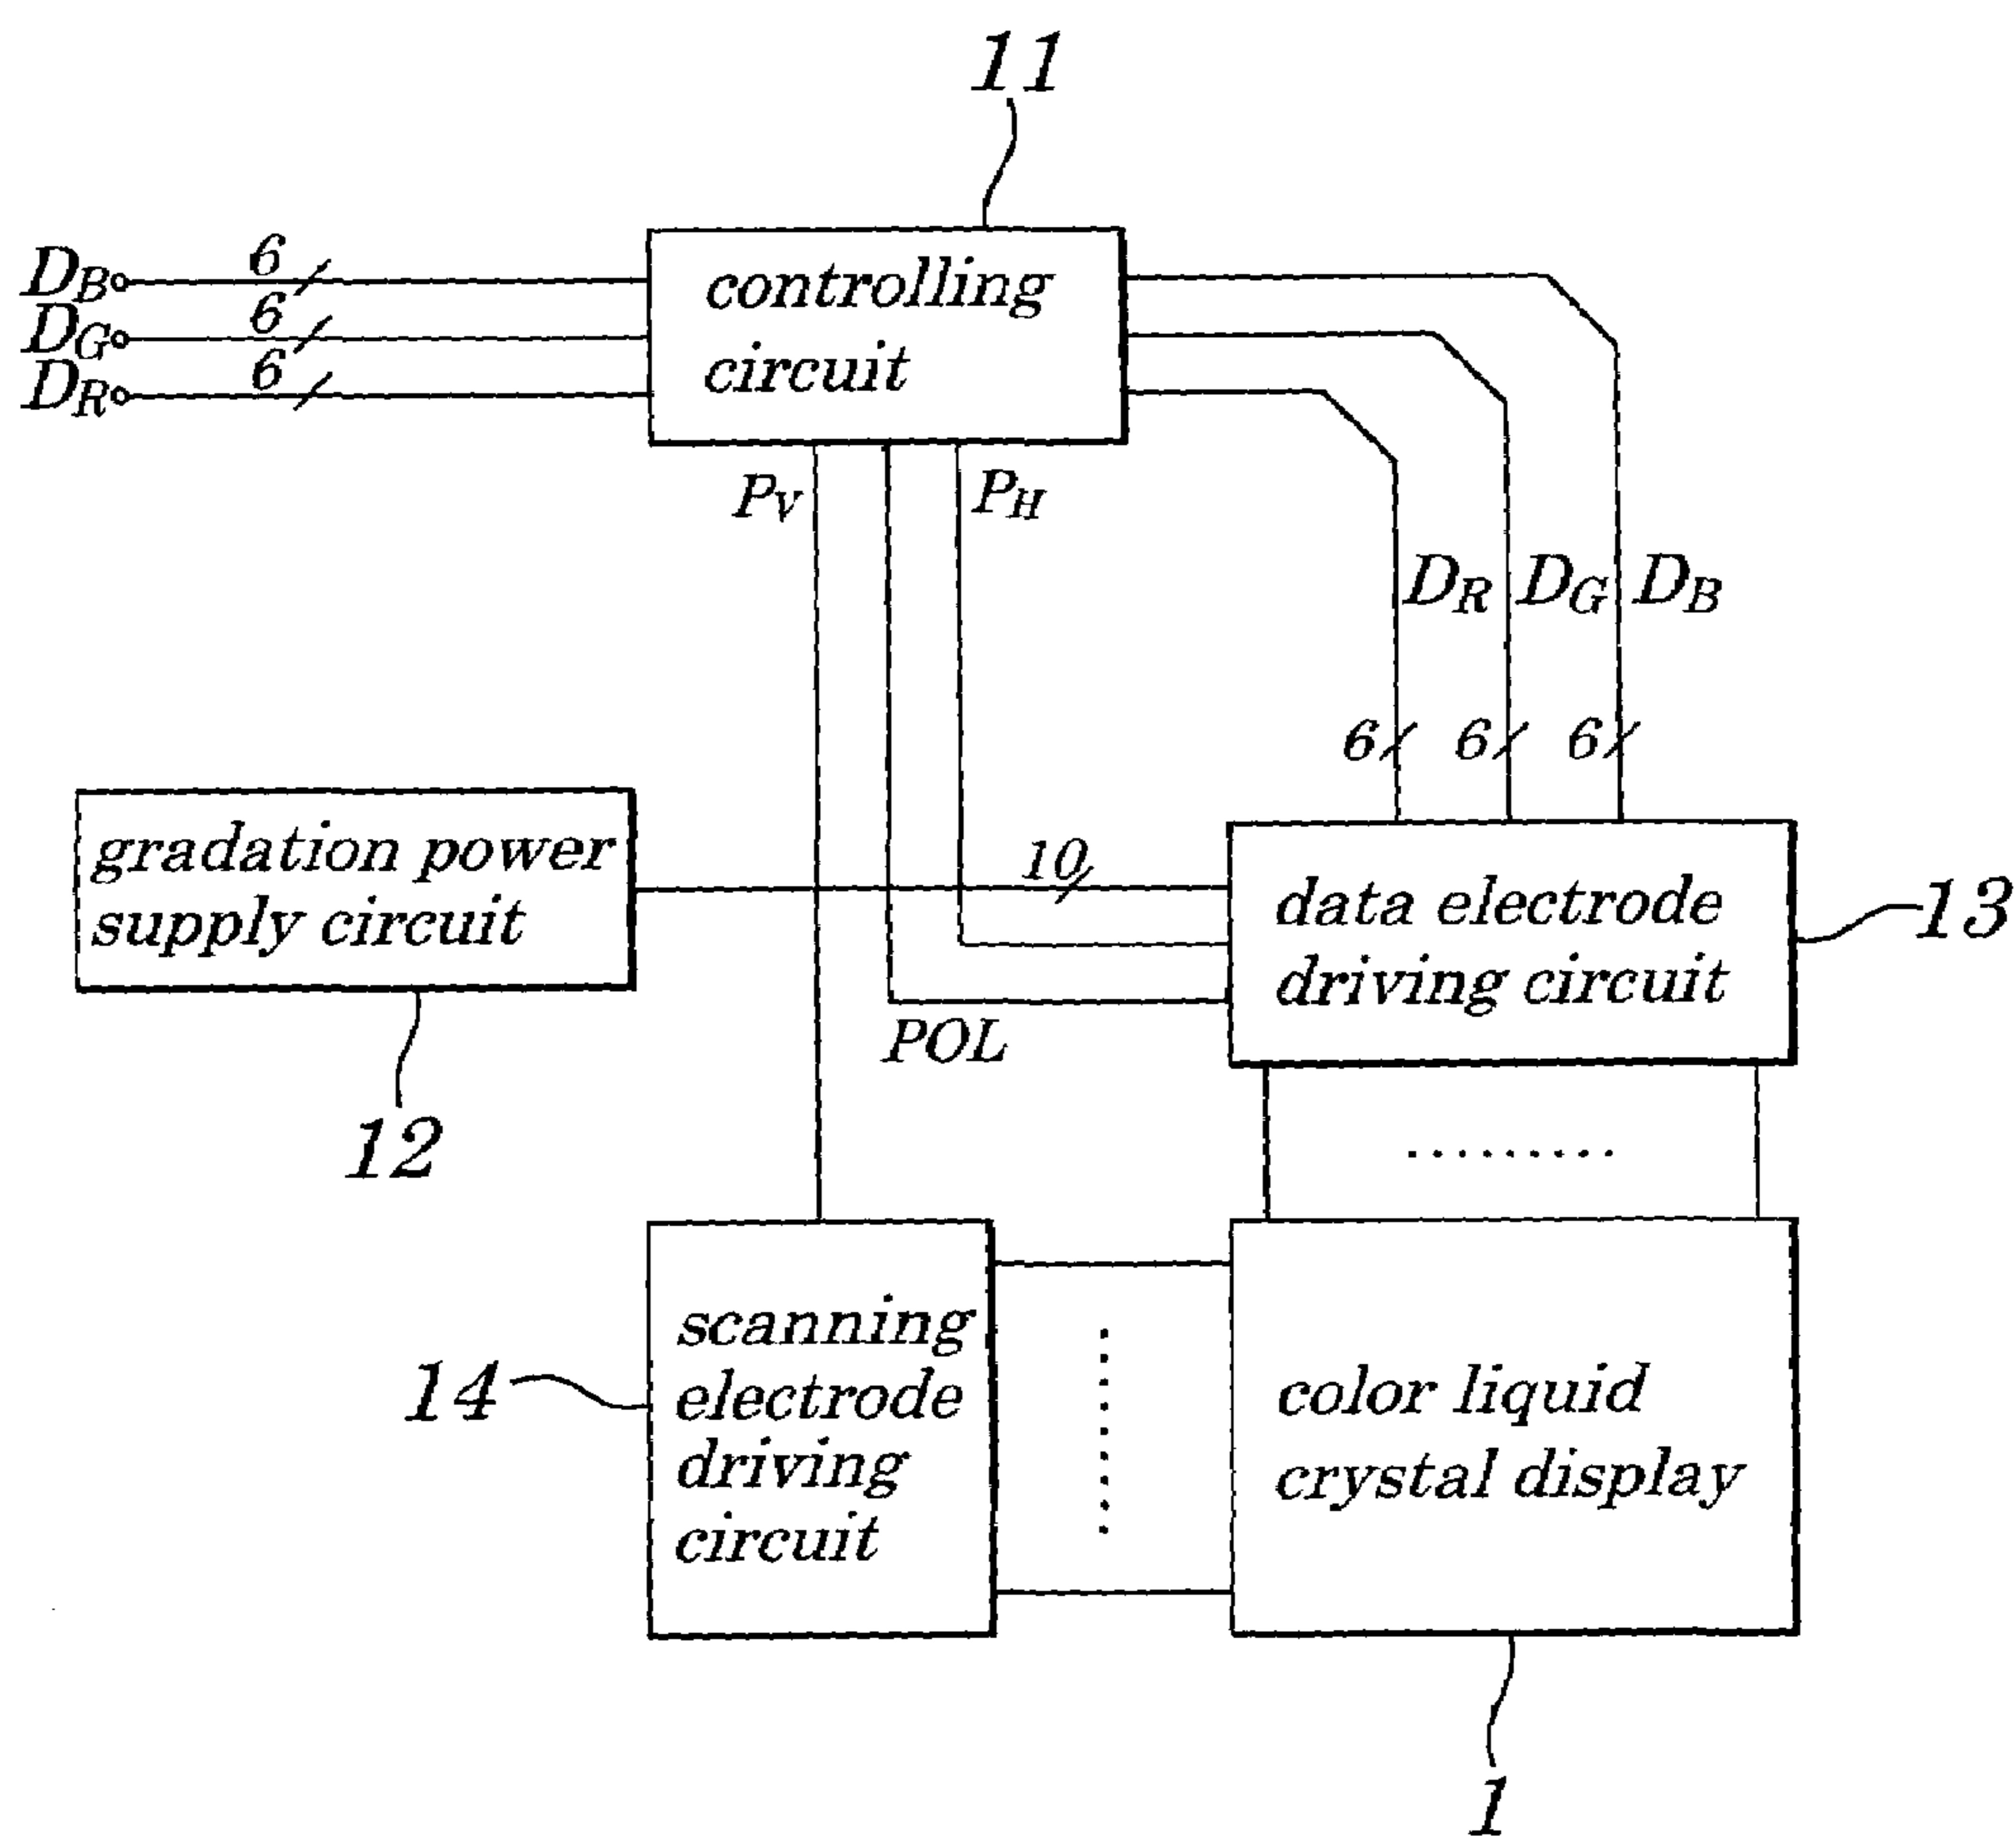 11
DB
6
DG
6
DR
6
controlling
circuit
PV
PH
DR
DG
DB
6
6
6
gradation power
supply circuit
10
data electrode
driving circuit
13
POL
12
scanning
electrode
driving
circuit
14
color liquid
crystal display
1